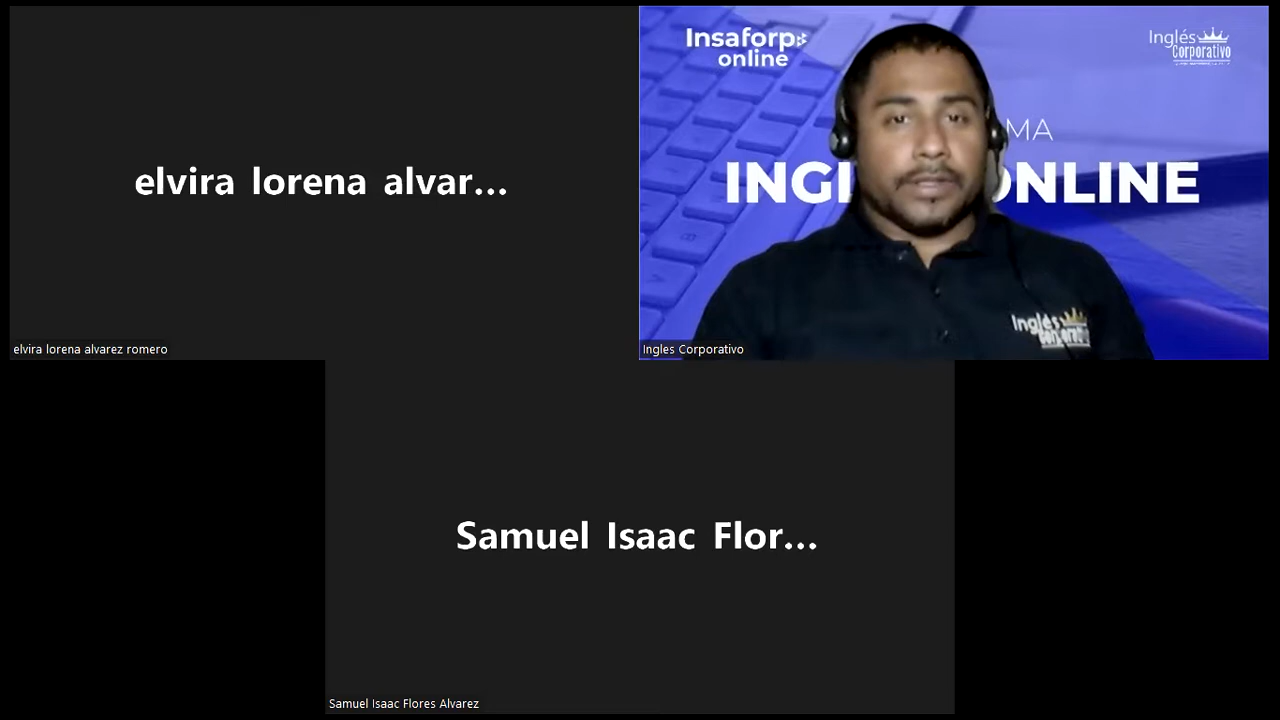 elvira lorena alvar...
elvira lorena alvarez romero
Insaforp
online
Inglés
Corporativo
MA
INGL ONLINE
Inglés
corporativo
Ingles Corporativo
Samuel Isaac Flor...
Samuel Isaac Flores Alvarez